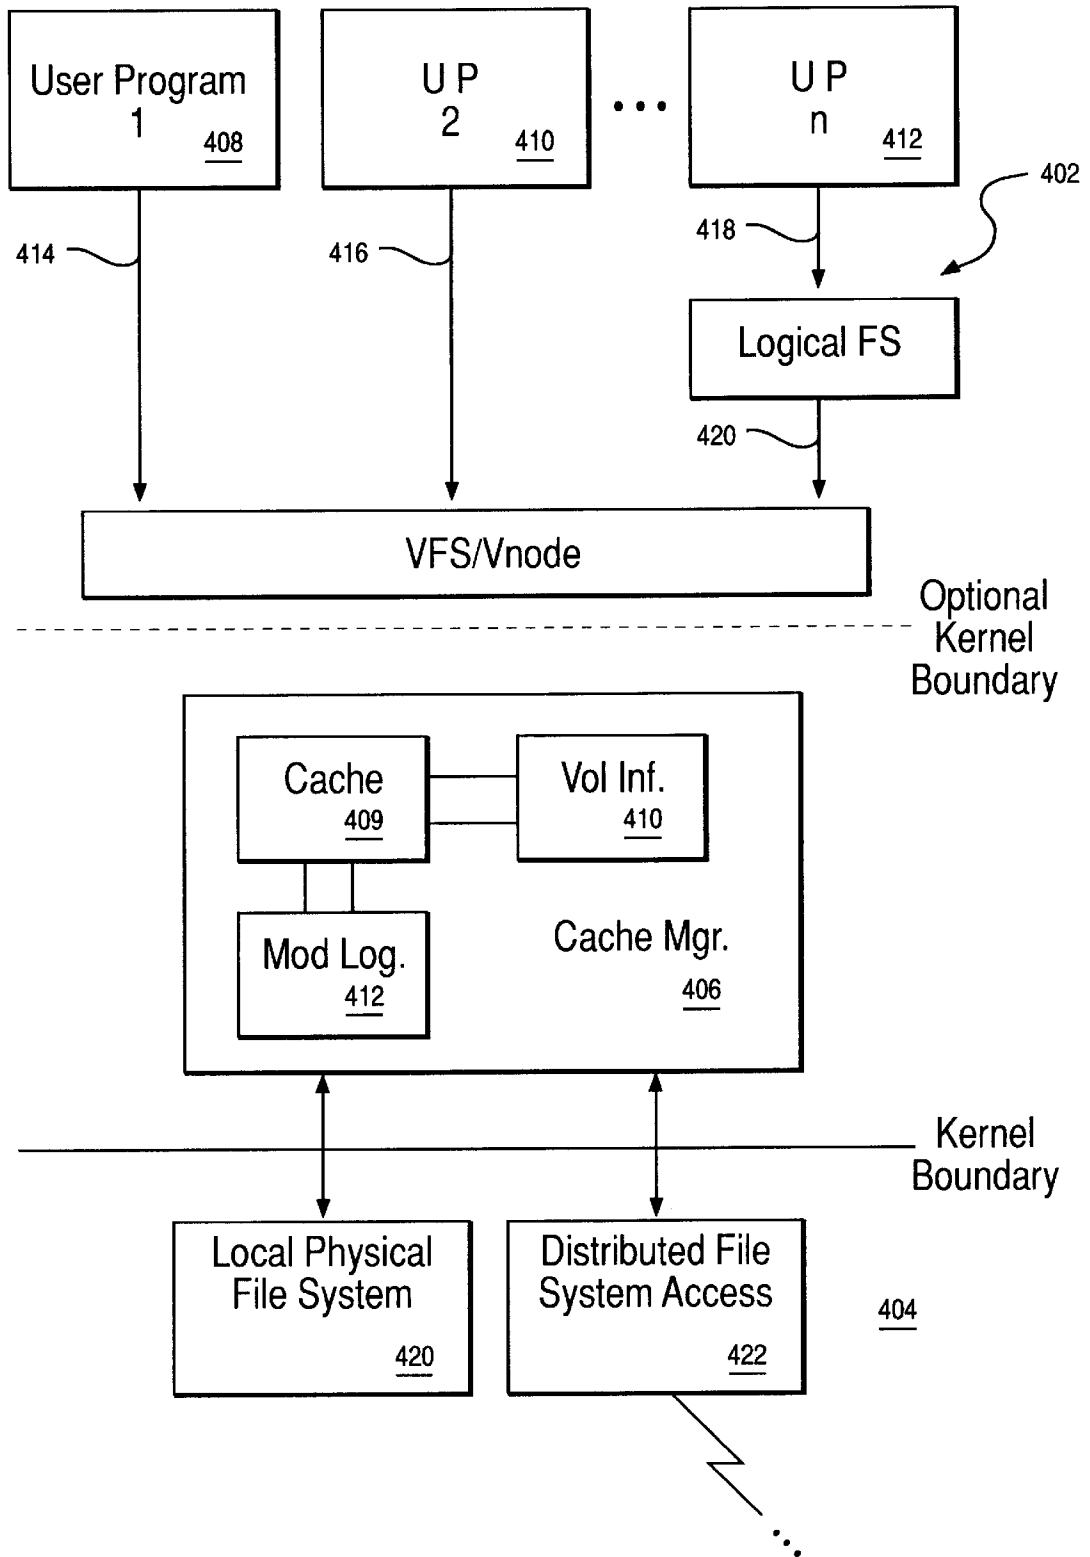 User Program
1
408
U P
2
410
U P
n
412
402
414
416
418
Logical FS
420
VFS/Vnode
Optional
Kernel
Boundary
Cache
409
Vol Inf.
410
Mod Log.
412
Cache Mgr.
406
Kernel
Boundary
Local Physical
File System
420
Distributed File
System Access
422
404